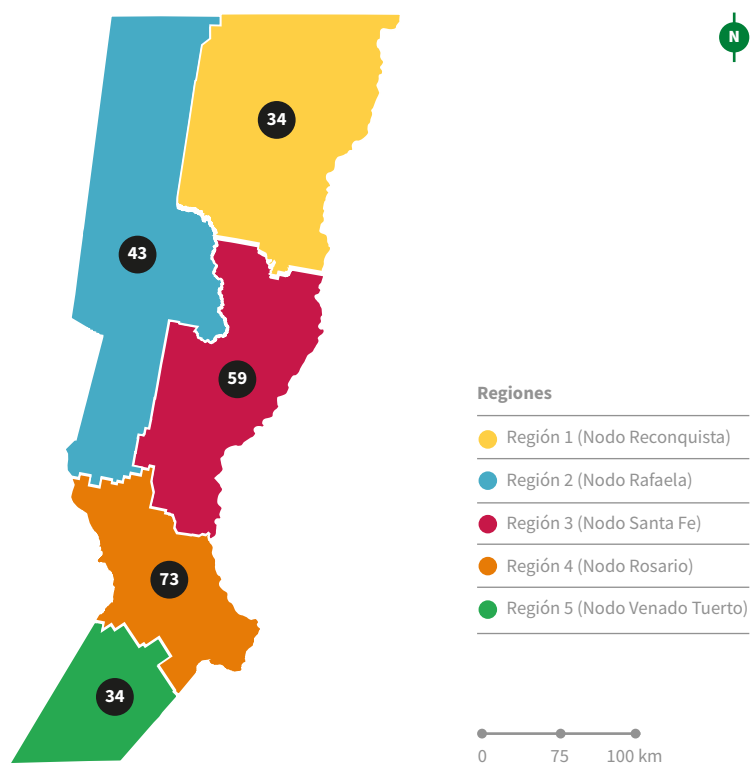 N
34
43
59
73
34
Regiones
Región 1 (Nodo Reconquista)
Región 2 (Nodo Rafaela)
Región 3 (Nodo Santa Fe)
Región 4 (Nodo Rosario)
Región 5 (Nodo Venado Tuerto)
0 75 100 km